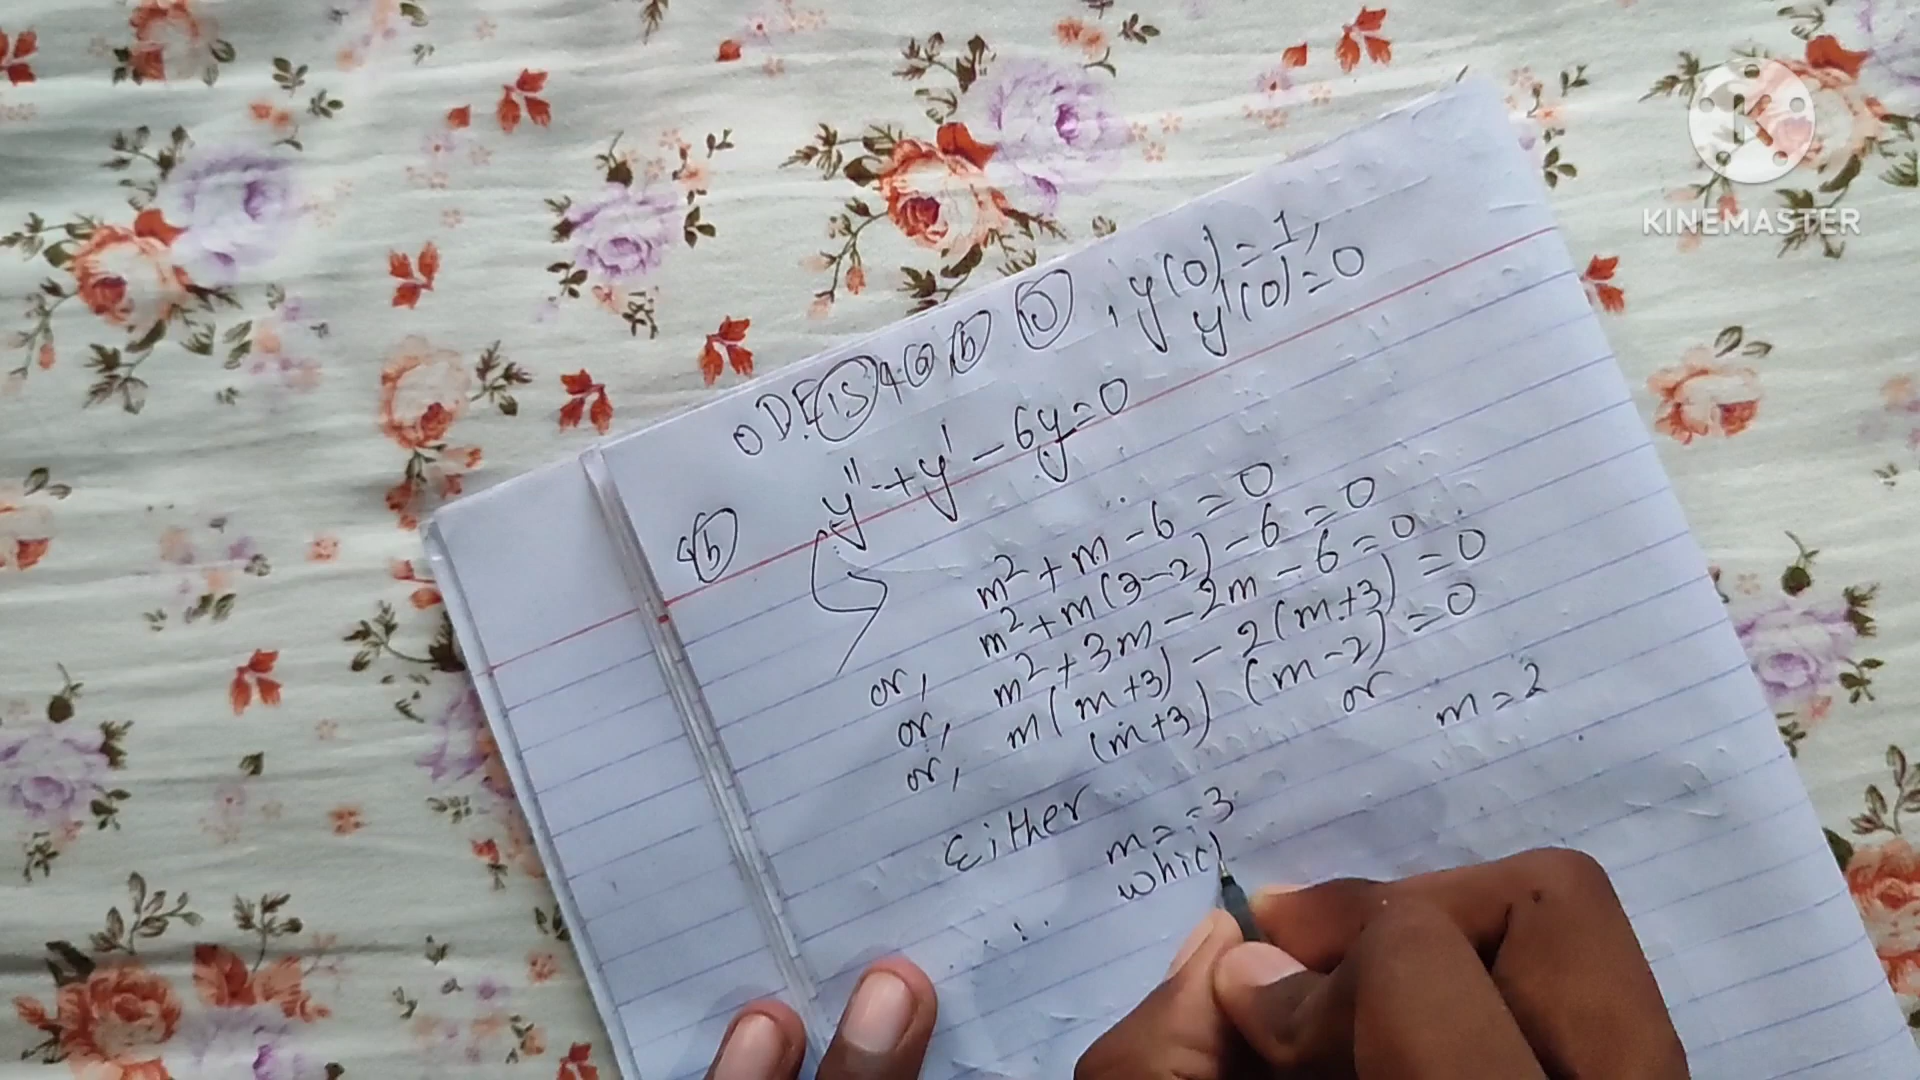 ODE 15 4 a, b 5, y(0) = 1,
y'(0) = 0
4 b y'' + y' - 6y = 0
m² + m - 6 = 0
m² + m(3-2) - 6 = 0
or, m² + 3m - 2m - 6 = 0
or, m(m+3) - 2(m+3) = 0
or, (m+3) (m-2) = 0
Either m = -3 or m = 2
∴ which
KINEMASTER